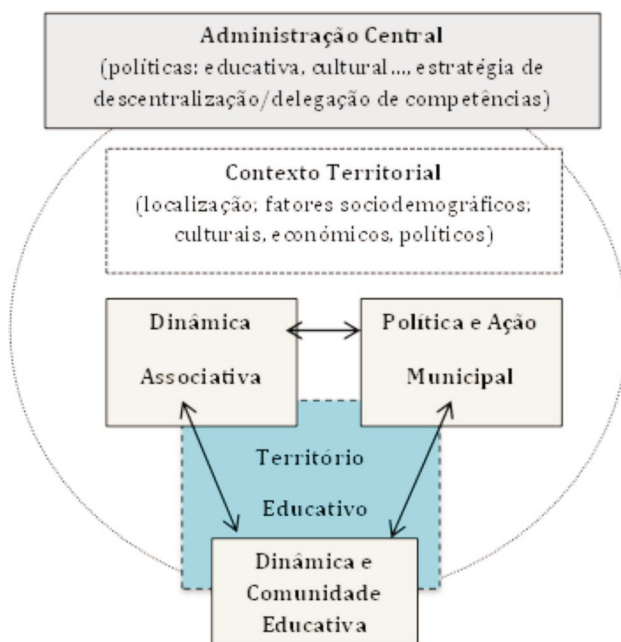 Administração Central
(políticas: educativa, cultural..., estratégia de
descentralização/delegação de competências)
Contexto Territorial
(localização; fatores sociodemográficos;
culturais, económicos, políticos)
Dinâmica
Associativa
Política e Ação
Municipal
Território
Educativo
Dinâmica e
Comunidade
Educativa